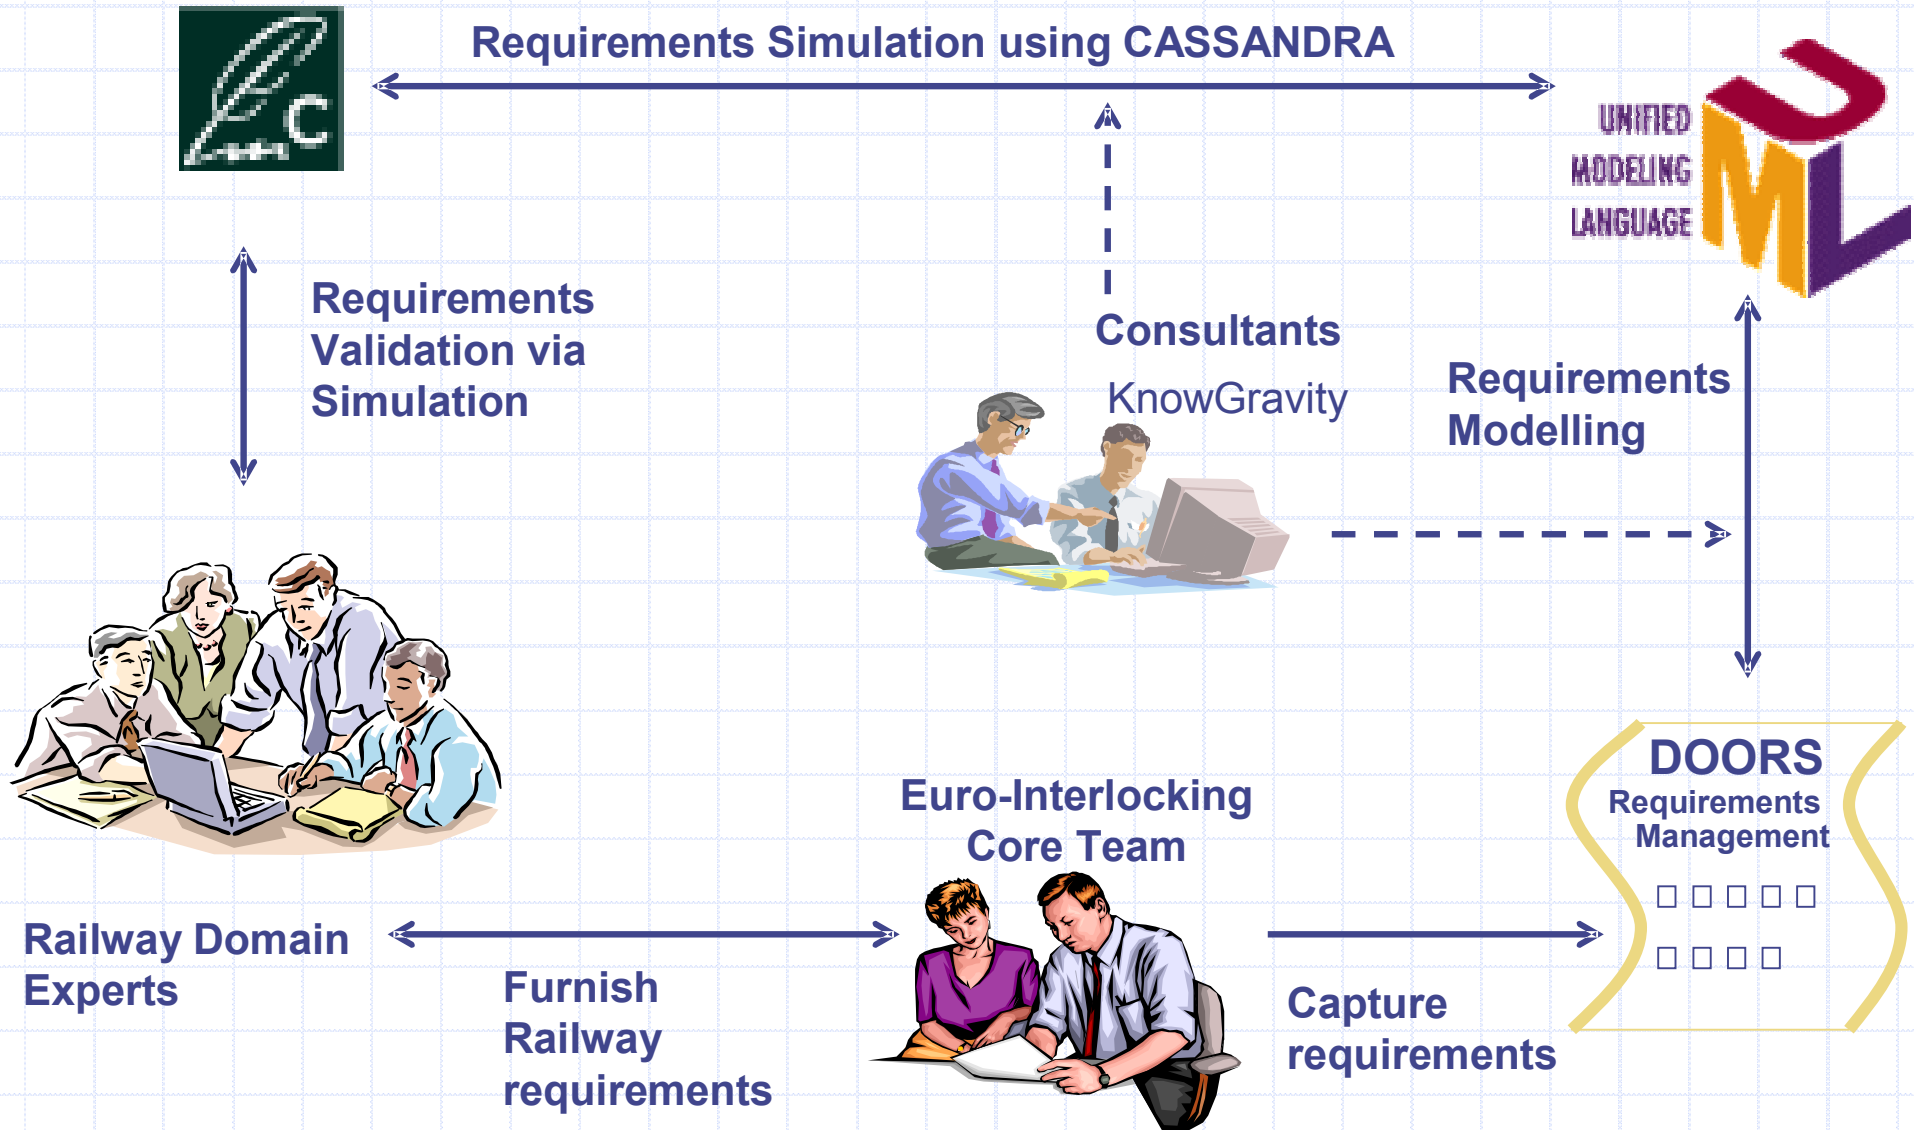 Requirements Simulation using CASSANDRA
C
UNIFIED
MODELING
LANGUAGE
UML
Requirements
Validation via
Simulation
Consultants
KnowGravity
Requirements
Modelling
DOORS
Requirements
Management
Euro-Interlocking
Core Team
Railway Domain
Experts
Furnish
Railway
requirements
Capture
requirements